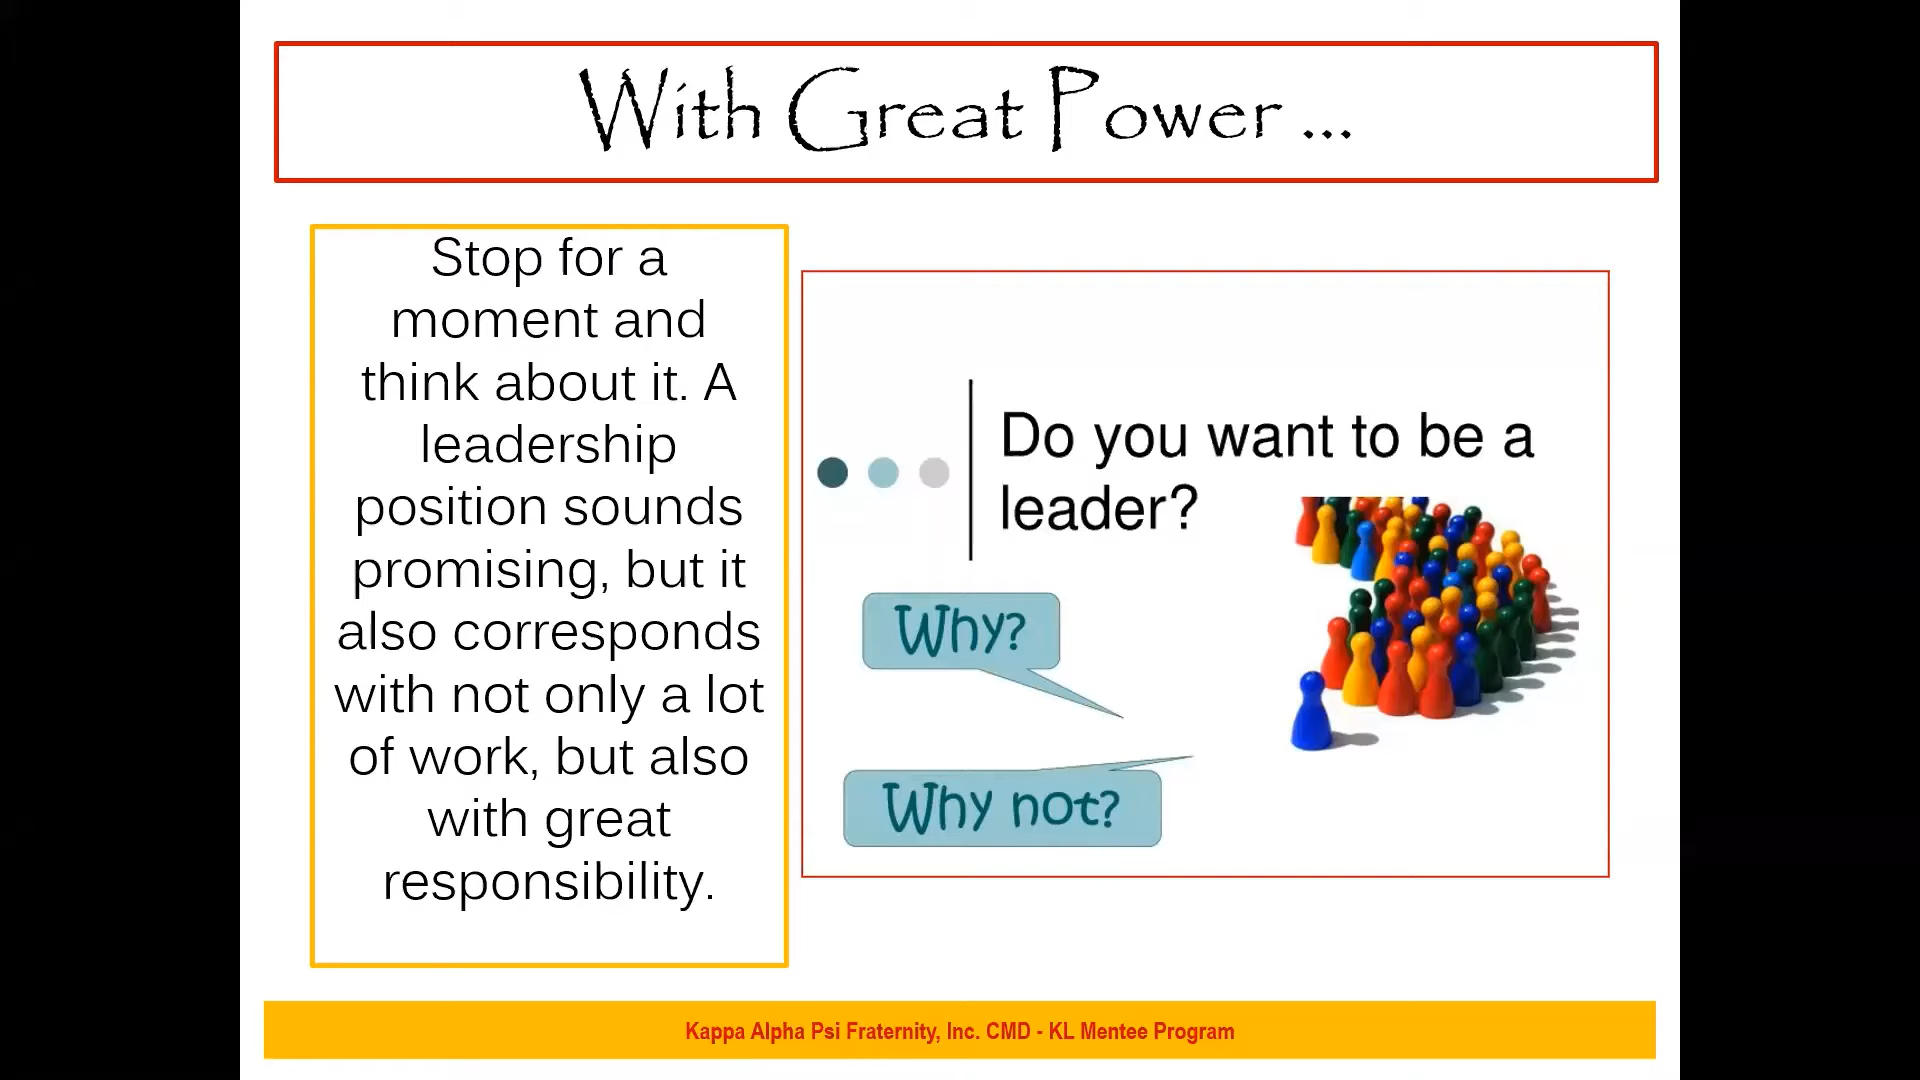 With Great Power ...
Stop for a
moment and
think about it. A
leadership
position sounds
promising, but it
also corresponds
with not only a lot
of work, but also
with great
responsibility.
Do you want to be a
leader?
Why?
Why not?
Kappa Alpha Psi Fraternity, Inc. CMD - KL Mentee Program